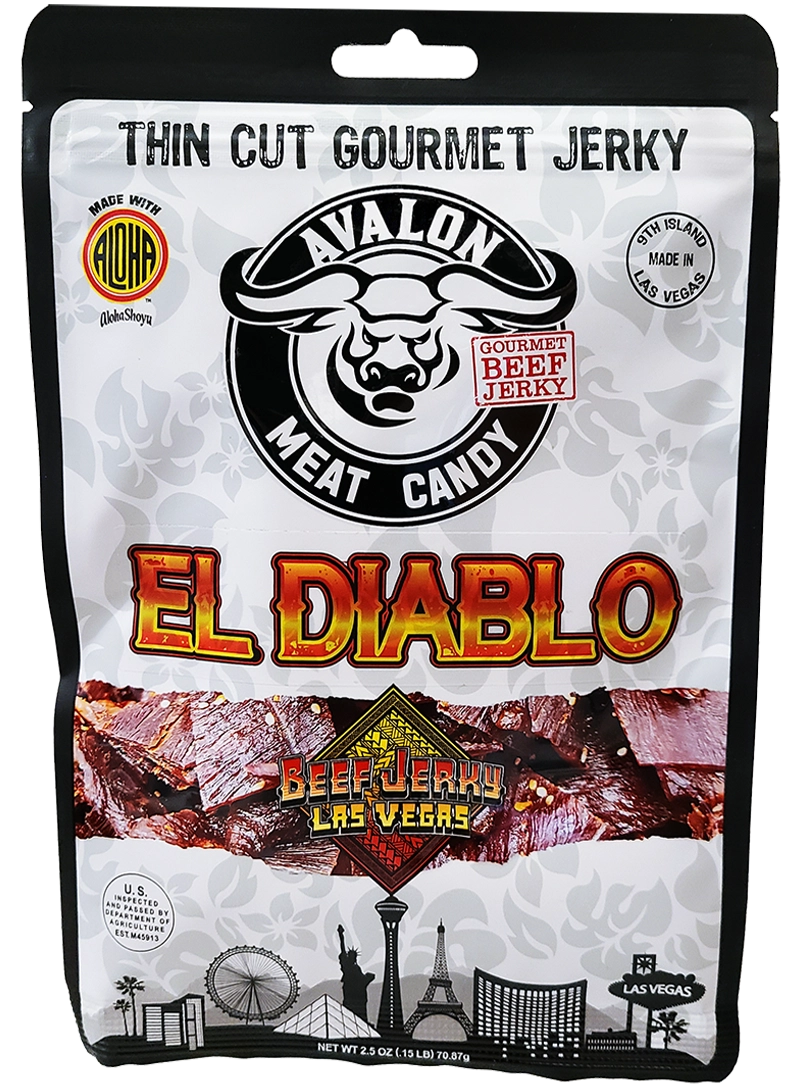 THIN CUT GOURMET JERKY
MADE WITH
ALOHA
TM
AlohaShoyu
AVALON
MEAT CANDY
GOURMET
BEEF
JERKY
9TH ISLAND
MADE IN
LAS VEGAS
EL DIABLO
BEEF JERKY
LAS VEGAS
U.S.
INSPECTED
AND PASSED BY
DEPARTMENT OF
AGRICULTURE
EST. M45913
LAS VEGAS
NET WT 2.5 OZ (.15 LB) 70.87g